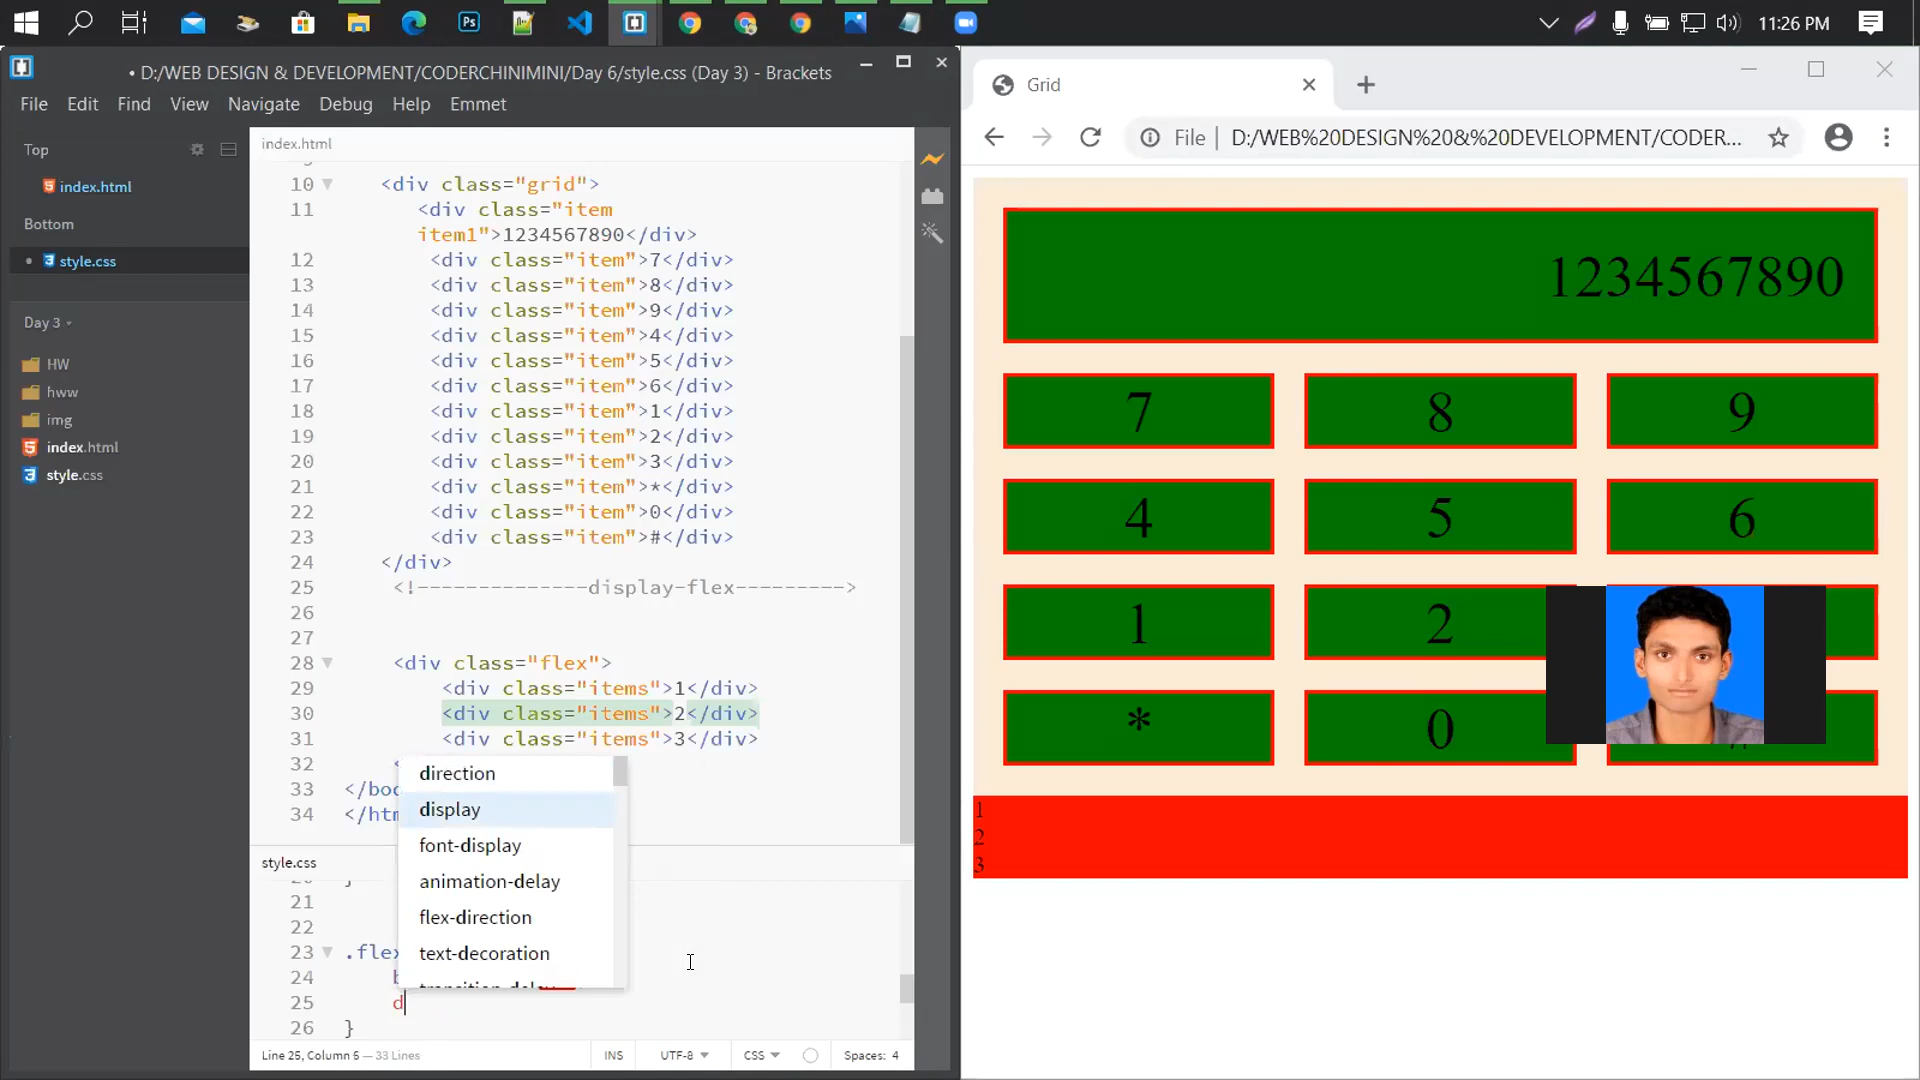 11:26 PM
• D:/WEB DESIGN & DEVELOPMENT/CODERCHINIMINI/Day 6/style.css (Day 3) - Brackets
File Edit Find View Navigate Debug Help Emmet
Top
index.html
Bottom
• style.css
Day 3
HW
hww
img
index.html
style.css
index.html
10 <div class="grid">
11 <div class="item
item1">1234567890</div>
12 <div class="item">7</div>
13 <div class="item">8</div>
14 <div class="item">9</div>
15 <div class="item">4</div>
16 <div class="item">5</div>
17 <div class="item">6</div>
18 <div class="item">1</div>
19 <div class="item">2</div>
20 <div class="item">3</div>
21 <div class="item">*</div>
22 <div class="item">0</div>
23 <div class="item">#</div>
24 </div>
25 <!--------------display-flex--------->
26
27
28 <div class="flex">
29 <div class="items">1</div>
30 <div class="items">2</div>
31 <div class="items">3</div>
32 <
33 </bod
34 </htm
direction
display
font-display
animation-delay
flex-direction
text-decoration
style.css
21
22
23 .flex
24 b
25 d
26 }
Line 25, Column 5 — 33 Lines
INS UTF-8 CSS Spaces: 4
Grid
File D:/WEB%20DESIGN%20&%20DEVELOPMENT/CODER...
1234567890
7 8 9
4 5 6
1 2
* 0
1
2
3